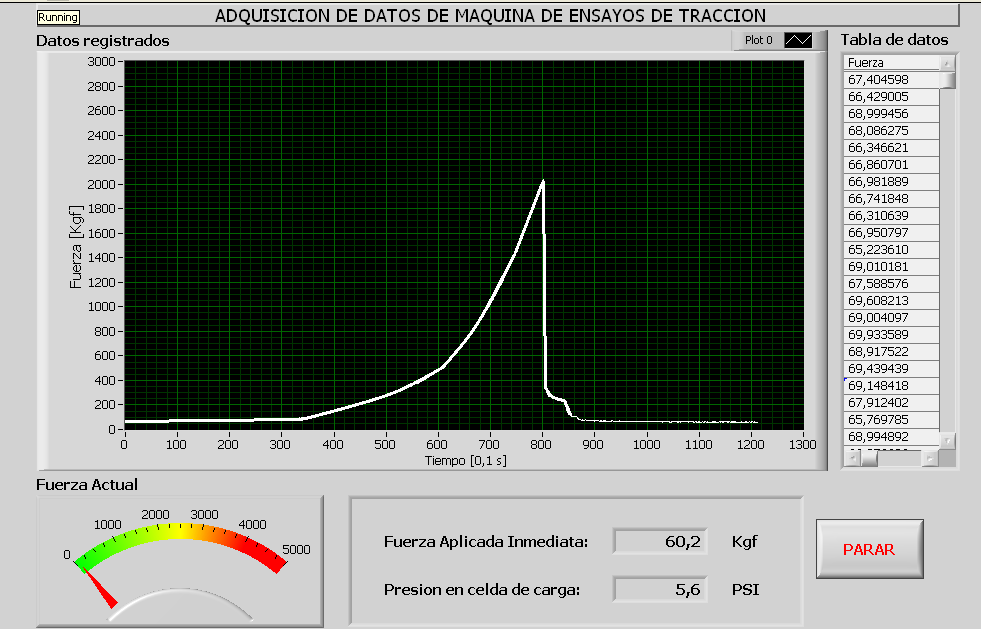 Running
ADQUISICION DE DATOS DE MAQUINA DE ENSAYOS DE TRACCION
Datos registrados
Plot 0
Tabla de datos
Fuerza [Kgf]
3000
2800
2600
2400
2200
2000
1800
1600
1400
1200
1000
800
600
400
200
0
0 100 200 300 400 500 600 700 800 900 1000 1100 1200 1300
Tiempo [0,1 s]
Fuerza
67,404598
66,429005
68,999456
68,086275
66,346621
66,860701
66,981889
66,741848
66,310639
66,950797
65,223610
69,010181
67,588576
69,608213
69,004097
69,933589
68,917522
69,439439
69,148418
67,912402
65,769785
68,994892
Fuerza Actual
0 1000 2000 3000 4000 5000
Fuerza Aplicada Inmediata: 60,2 Kgf
Presion en celda de carga: 5,6 PSI
PARAR